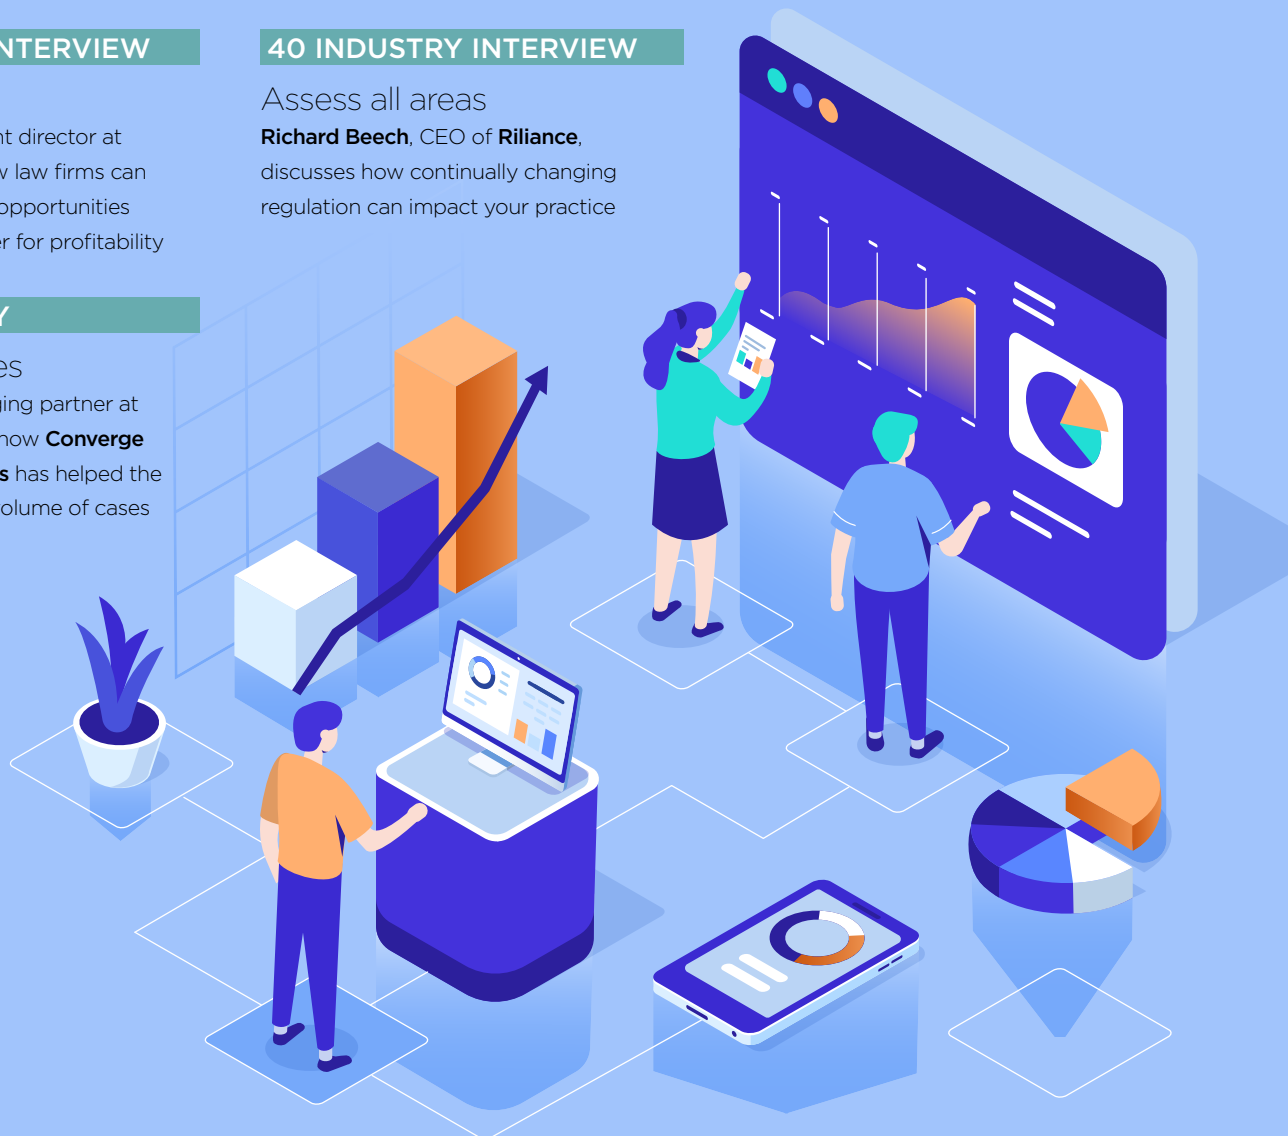 NTERVIEW
nt director at
w law firms can
opportunities
er for profitability
Y
es
ging partner at
how Converge
s has helped the
olume of cases
40 INDUSTRY INTERVIEW
Assess all areas
Richard Beech, CEO of Riliance,
discusses how continually changing
regulation can impact your practice